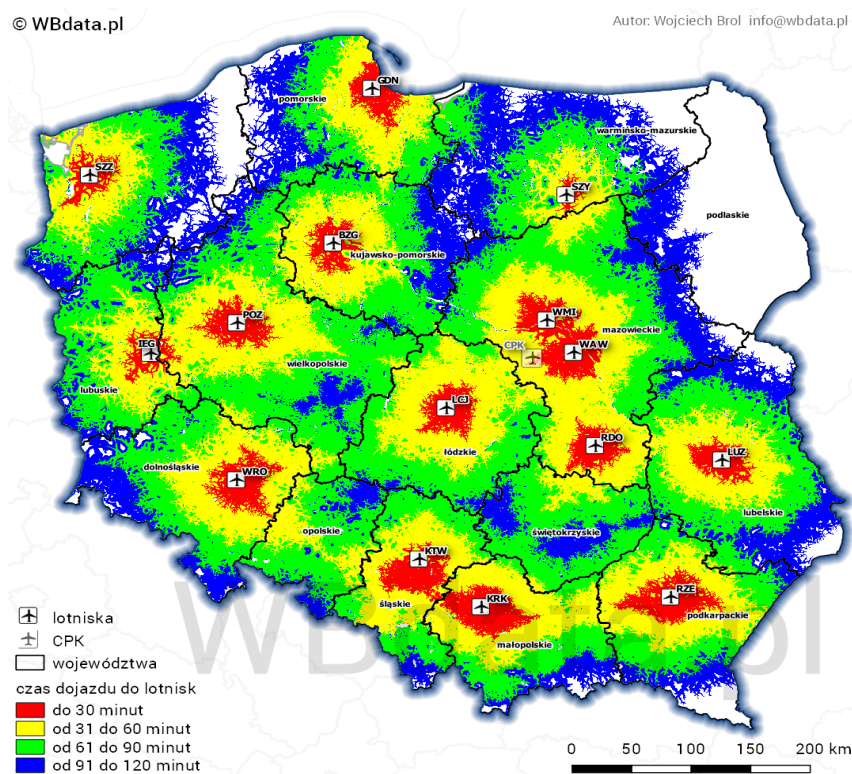 © WBdata.pl
Autor: Wojciech Brol info@wbdata.pl
GDN
pomorskie
warmińsko-mazurskie
SZZ
SZY
podlaskie
BZG
kujawsko-pomorskie
POZ
WMI
mazowieckie
IEG
CPK
WAW
wielkopolskie
lubuskie
LCJ
RDO
łódzkie
LUZ
dolnośląskie
WRO
lubelskie
opolskie
świętokrzyskie
KTW
śląskie
KRK
RZE
podkarpackie
małopolskie
WBdata.pl
lotniska
CPK
województwa
czas dojazdu do lotnisk
do 30 minut
od 31 do 60 minut
od 61 do 90 minut
od 91 do 120 minut
0 50 100 150 200 km